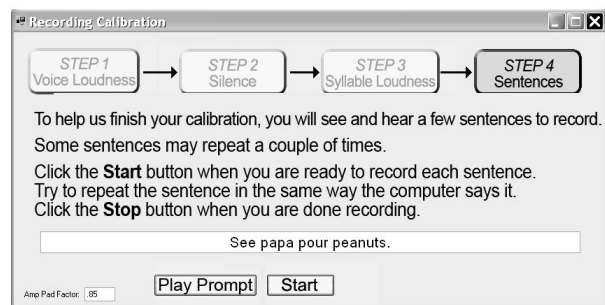 Recording Calibration
STEP 1
Voice Loudness
STEP 2
Silence
STEP 3
Syllable Loudness
STEP 4
Sentences
To help us finish your calibration, you will see and hear a few sentences to record.
Some sentences may repeat a couple of times.
Click the Start button when you are ready to record each sentence.
Try to repeat the sentence in the same way the computer says it.
Click the Stop button when you are done recording.
See papa pour peanuts.
Amp Pad Factor: .85
Play Prompt
Start